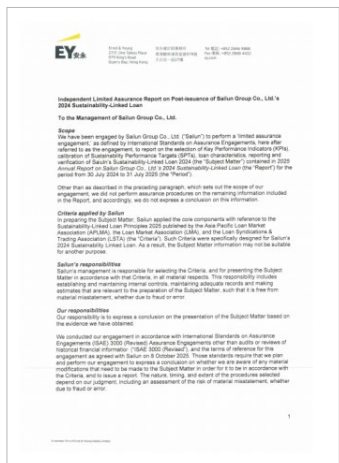 EY安永
Ernst & Young
27/F, One Taikoo Place
979 King's Road
Quarry Bay, Hong Kong
Independent Limited Assurance Report on Post-issuance of Sailun Group Co., Ltd.'s
2024 Sustainability-Linked Loan
To the Management of Sailun Group Co., Ltd.
Scope
We have been engaged by Sailun Group Co., Ltd. ("Sailun") to perform a 'limited assurance
engagement,' as defined by International Standards on Assurance Engagements, here after
referred to as the engagement, to report on the selection of Key Performance Indicators (KPIs),
calibration of Sustainability Performance Targets (SPTs), loan characteristics, reporting and
verification of Sailun's Sustainability-Linked Loan 2024 (the "Subject Matter") contained in 2025
Annual Report on Sailun Group Co., Ltd.'s 2024 Sustainability-Linked Loan (the "Report") for the
period from 30 July 2024 to 31 July 2025 (the "Period").
Other than as described in the preceding paragraph, which sets out the scope of our
engagement, we did not perform assurance procedures on the remaining information included
in the Report, and accordingly, we do not express a conclusion on this information.
Criteria applied by Sailun
In preparing the Subject Matter, Sailun applied the core components with reference to the
Sustainability-Linked Loan Principles 2025 published by the Asia Pacific Loan Market
Association (APLMA), the Loan Market Association (LMA), and the Loan Syndications &
Trading Association (LSTA) (the "Criteria"). Such Criteria were specifically designed for Sailun's
2024 Sustainability Linked Loan. As a result, the Subject Matter information may not be suitable
for another purpose.
Sailun's responsibilities
Sailun's management is responsible for selecting the Criteria, and for presenting the Subject
Matter in accordance with that Criteria, in all material respects. This responsibility includes
establishing and maintaining internal controls, maintaining adequate records and making
estimates that are relevant to the preparation of the Subject Matter, such that it is free from
material misstatement, whether due to fraud or error.
Our responsibilities
Our responsibility is to express a conclusion on the presentation of the Subject Matter based on
the evidence we have obtained.
We conducted our engagement in accordance with International Standards on Assurance
Engagements (ISAE) 3000 (Revised) Assurance Engagements other than audits or reviews of
historical financial information ("ISAE 3000 (Revised)"), and the terms of reference for this
engagement as agreed with Sailun on 9 October 2025. Those standards require that we plan
and perform our engagement to express a conclusion on whether we are aware of any material
modifications that need to be made to the Subject Matter in order for it to be in accordance with
the Criteria, and to issue a report. The nature, timing, and extent of the procedures selected
depend on our judgment, including an assessment of the risk of material misstatement, whether
due to fraud or error.
1